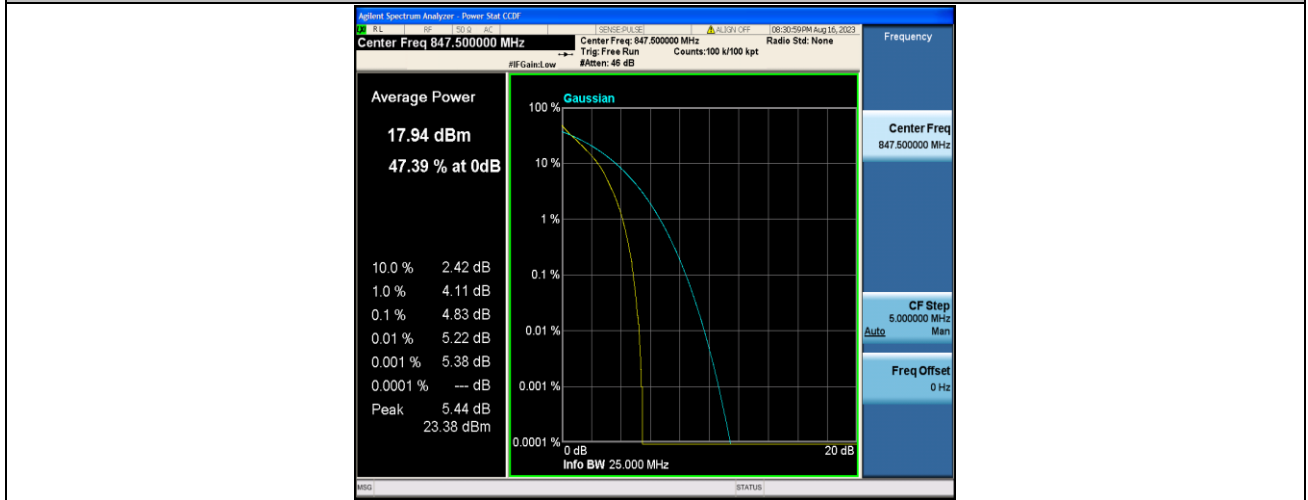 Agilent Spectrum Analyzer - Power Stat CCDF
RL RF 50 Ω AC SENSE:PULSE ALIGN OFF 08:30:59 PM Aug 16, 2023
Center Freq 847.500000 MHz
Center Freq: 847.500000 MHz Radio Std: None
Trig: Free Run Counts:100 k/100 kpt
#IFGain:Low #Atten: 46 dB
Average Power
17.94 dBm
47.39 % at 0dB
10.0 % 2.42 dB
1.0 % 4.11 dB
0.1 % 4.83 dB
0.01 % 5.22 dB
0.001 % 5.38 dB
0.0001 % --- dB
Peak 5.44 dB
23.38 dBm
Gaussian
100 %
10 %
1 %
0.1 %
0.01 %
0.001 %
0.0001 %
0 dB 20 dB
Info BW 25.000 MHz
Frequency
Center Freq
847.500000 MHz
CF Step
5.000000 MHz
Auto Man
Freq Offset
0 Hz
MSG STATUS